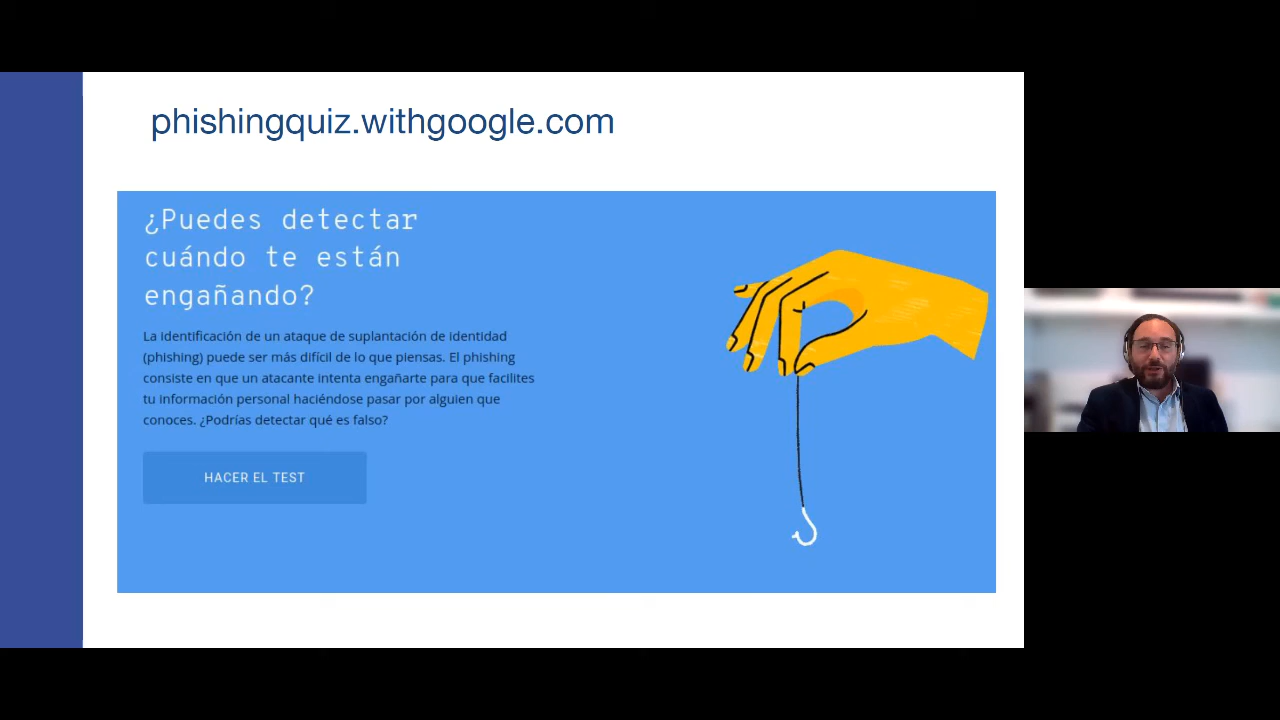 phishingquiz.withgoogle.com
¿Puedes detectar
cuándo te están
engañando?
La identificación de un ataque de suplantación de identidad
(phishing) puede ser más difícil de lo que piensas. El phishing
consiste en que un atacante intenta engañarte para que facilites
tu información personal haciéndose pasar por alguien que
conoces. ¿Podrías detectar qué es falso?
HACER EL TEST